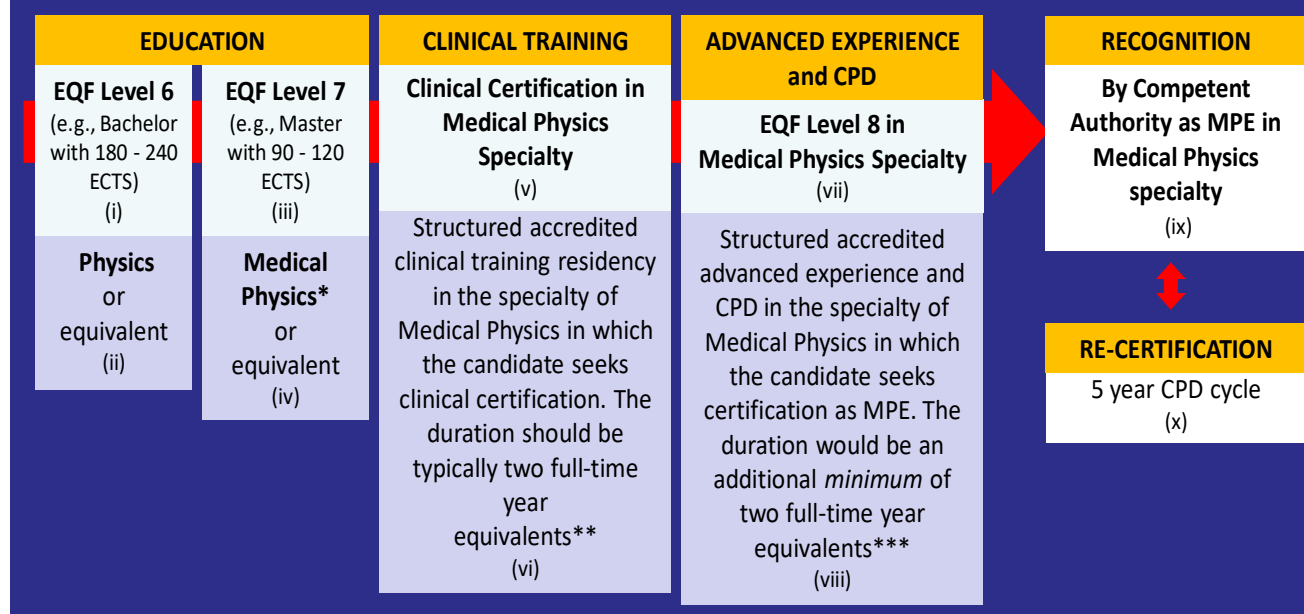 EDUCATION
EQF Level 6
(e.g., Bachelor
with 180 - 240
ECTS)
(i)
Physics
or
equivalent
(ii)
EQF Level 7
(e.g., Master
with 90 - 120
ECTS)
(iii)
Medical
Physics*
or
equivalent
(iv)
CLINICAL TRAINING
Clinical Certification in
Medical Physics
Specialty
(v)
Structured accredited
clinical training residency
in the specialty of
Medical Physics in which
the candidate seeks
clinical certification. The
duration should be
typically two full-time
year
equivalents**
(vi)
ADVANCED EXPERIENCE
and CPD
EQF Level 8 in
Medical Physics Specialty
(vii)
Structured accredited
advanced experience and
CPD in the specialty of
Medical Physics in which
the candidate seeks
certification as MPE. The
duration would be an
additional minimum of
two full-time year
equivalents***
(viii)
RECOGNITION
By Competent
Authority as MPE in
Medical Physics
specialty
(ix)
RE-CERTIFICATION
5 year CPD cycle
(x)